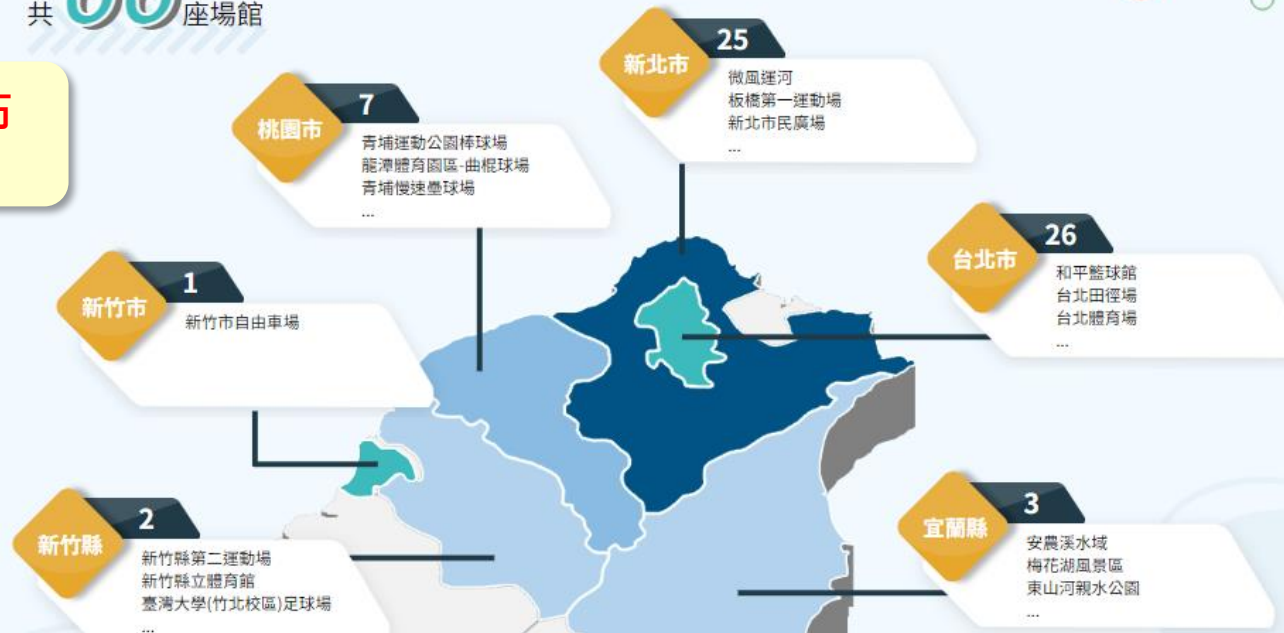 共
座場館
新北市
25
微風運河
板橋第一運動場
新北市民廣場
...
桃園市
7
青埔運動公園棒球場
龍潭體育園區-曲棍球場
青埔慢速壘球場
...
台北市
26
和平籃球館
台北田徑場
台北體育場
...
新竹市
1
新竹市自由車場
新竹縣
2
新竹縣第二運動場
新竹縣立體育館
臺灣大學(竹北校區)足球場
...
宜蘭縣
3
安農溪水域
梅花湖風景區
東山河親水公園
...